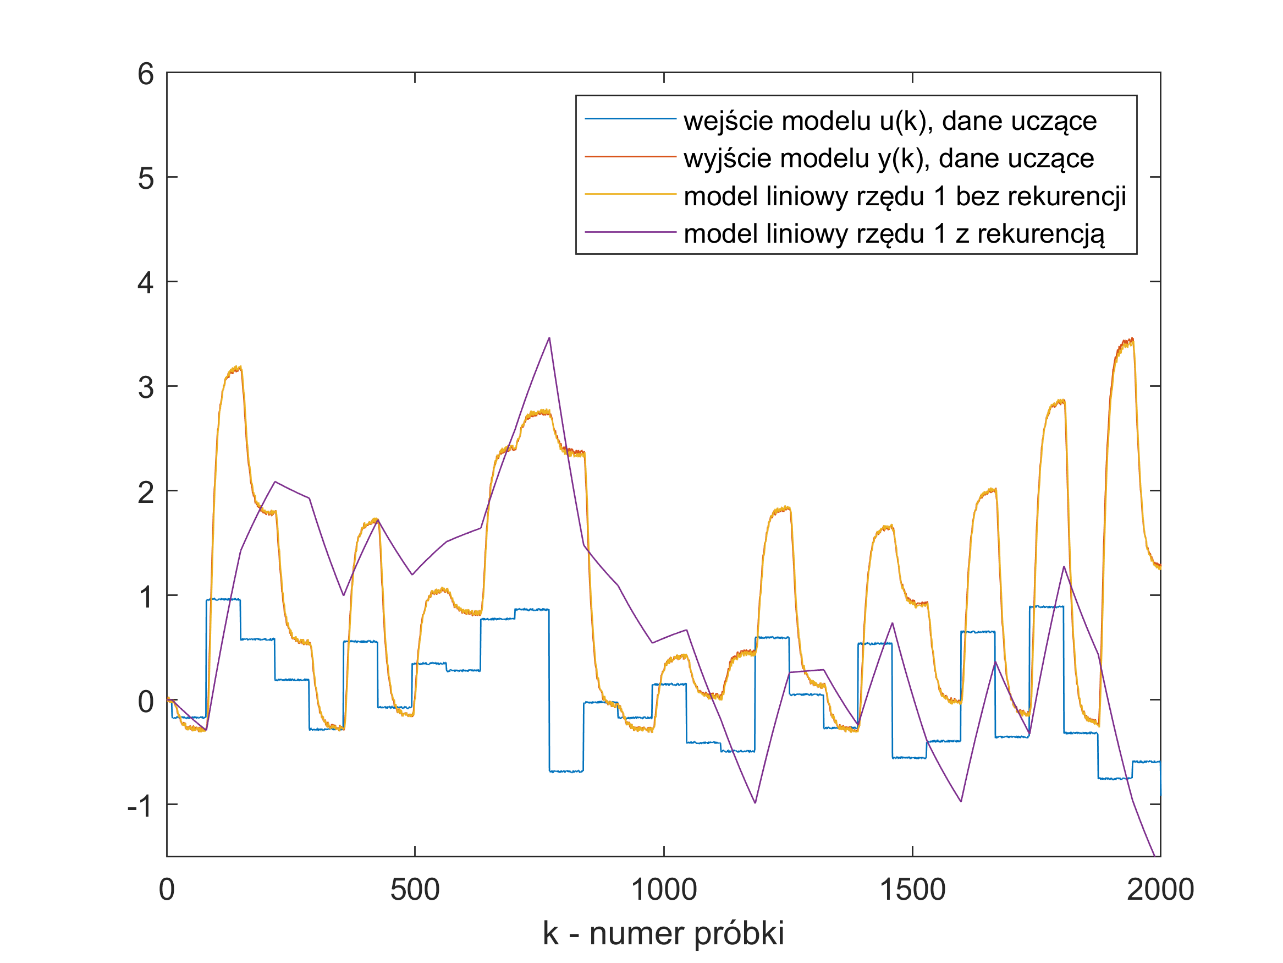 6
5
4
3
2
1
0
-1
wejście modelu u(k), dane uczące
wyjście modelu y(k), dane uczące
model liniowy rzędu 1 bez rekurencji
model liniowy rzędu 1 z rekurencją
0 500 1000 1500 2000
k - numer próbki